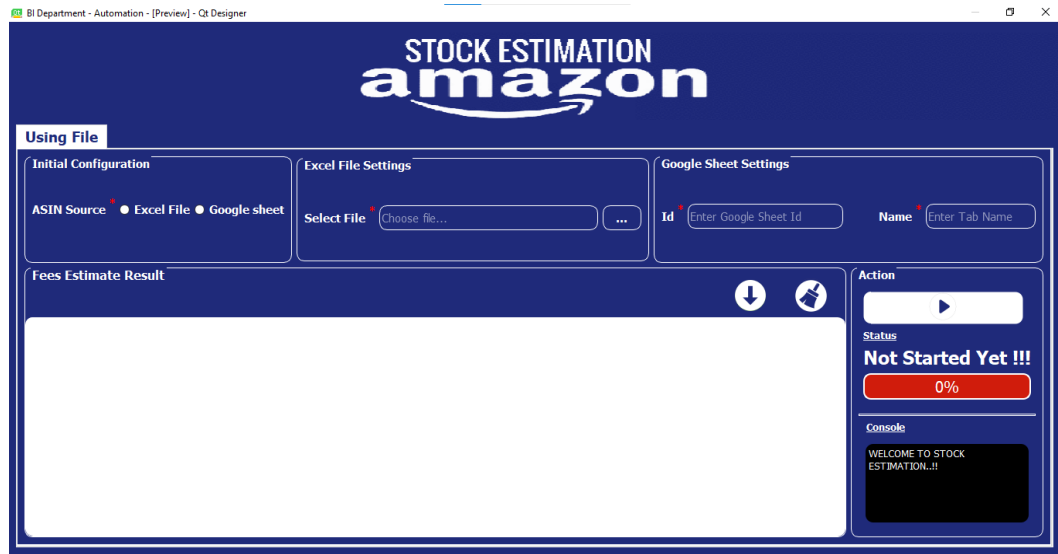 Qt BI Department - Automation - [Preview] - Qt Designer
STOCK ESTIMATION
amazon
Using File
Initial Configuration
ASIN Source * Excel File Google sheet
Excel File Settings
Select File * Choose file... ...
Google Sheet Settings
Id * Enter Google Sheet Id Name * Enter Tab Name
Fees Estimate Result
Action
Status
Not Started Yet !!!
0%
Console
WELCOME TO STOCK
ESTIMATION..!!